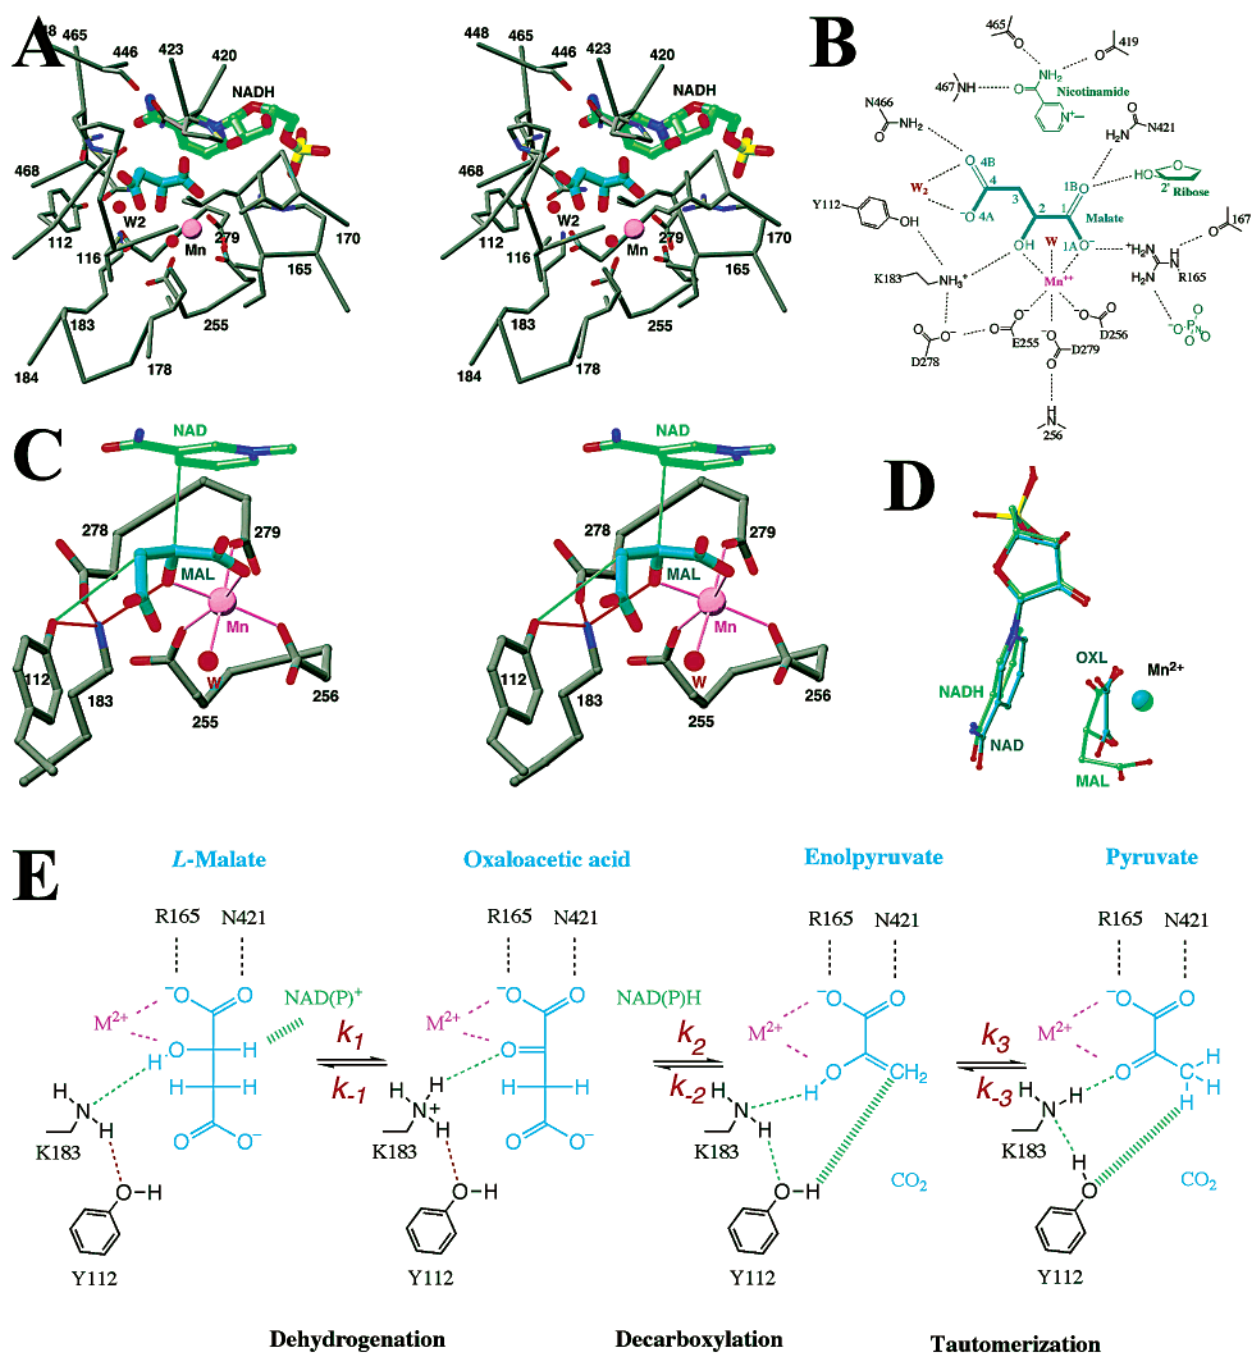 A
48 465
446
423
420
NADH
468
W2
112
116
Mn
279
170
165
183
255
184
178
448
465
446
423
420
NADH
468
W2
112
116
Mn
279
170
165
183
255
184
178
B
465
419
NH2
O
O
467 NH
O
Nicotinamide
N+
N466
O
NH2
O
H2N
N421
O
4B
4
W2
O
1B
HO
O
2' Ribose
Y112
-O
4A
3
2
1
Malate
OH
OH
W
1A
O-
+
N
H
O
167
K183
NH3+
Mn++
H2N
R165
O-
O
D278
O
O-
E255
-O
D279
O
-O
O
D256
-O
P
O
O
N
O
H
N
256
C
NAD
278
279
MAL
Mn
112
183
W
255
256
NAD
278
279
MAL
Mn
112
183
W
255
256
D
NADH
NAD
OXL
Mn2+
MAL
E
L-Malate
Oxaloacetic acid
Enolpyruvate
Pyruvate
R165 N421
R165 N421
R165 N421
R165 N421
-O O
NAD(P)+
-O O
NAD(P)H
-O O
-O O
M2+
M2+
M2+
M2+
H O H
k1
O
k2
O
k3
O C H
H H
k-1
H H
k-2
H CH2
k-3
H H
H N H
O O-
H N+ H H
O O-
H N H
H N H
K183
K183
K183
K183
O-H
O-H
O-H
H O
CO2
CO2
Y112
Y112
Y112
Y112
Dehydrogenation
Decarboxylation
Tautomerization